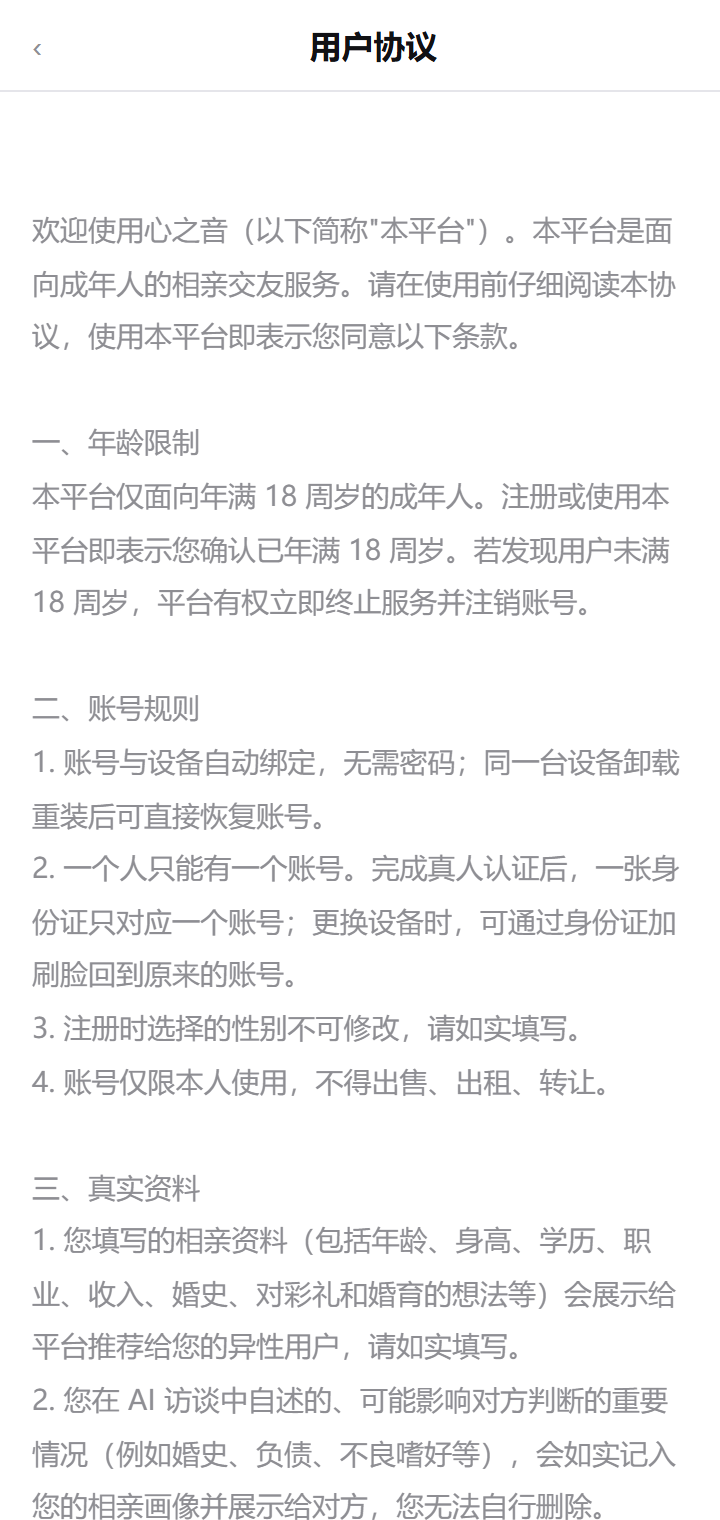 ‹
用户协议
欢迎使用心之音（以下简称"本平台"）。本平台是面
向成年人的相亲交友服务。请在使用前仔细阅读本协
议，使用本平台即表示您同意以下条款。
一、年龄限制
本平台仅面向年满 18 周岁的成年人。注册或使用本
平台即表示您确认已年满 18 周岁。若发现用户未满
18 周岁，平台有权立即终止服务并注销账号。
二、账号规则
1. 账号与设备自动绑定，无需密码；同一台设备卸载
重装后可直接恢复账号。
2. 一个人只能有一个账号。完成真人认证后，一张身
份证只对应一个账号；更换设备时，可通过身份证加
刷脸回到原来的账号。
3. 注册时选择的性别不可修改，请如实填写。
4. 账号仅限本人使用，不得出售、出租、转让。
三、真实资料
1. 您填写的相亲资料（包括年龄、身高、学历、职
业、收入、婚史、对彩礼和婚育的想法等）会展示给
平台推荐给您的异性用户，请如实填写。
2. 您在 AI 访谈中自述的、可能影响对方判断的重要
情况（例如婚史、负债、不良嗜好等），会如实记入
您的相亲画像并展示给对方，您无法自行删除。